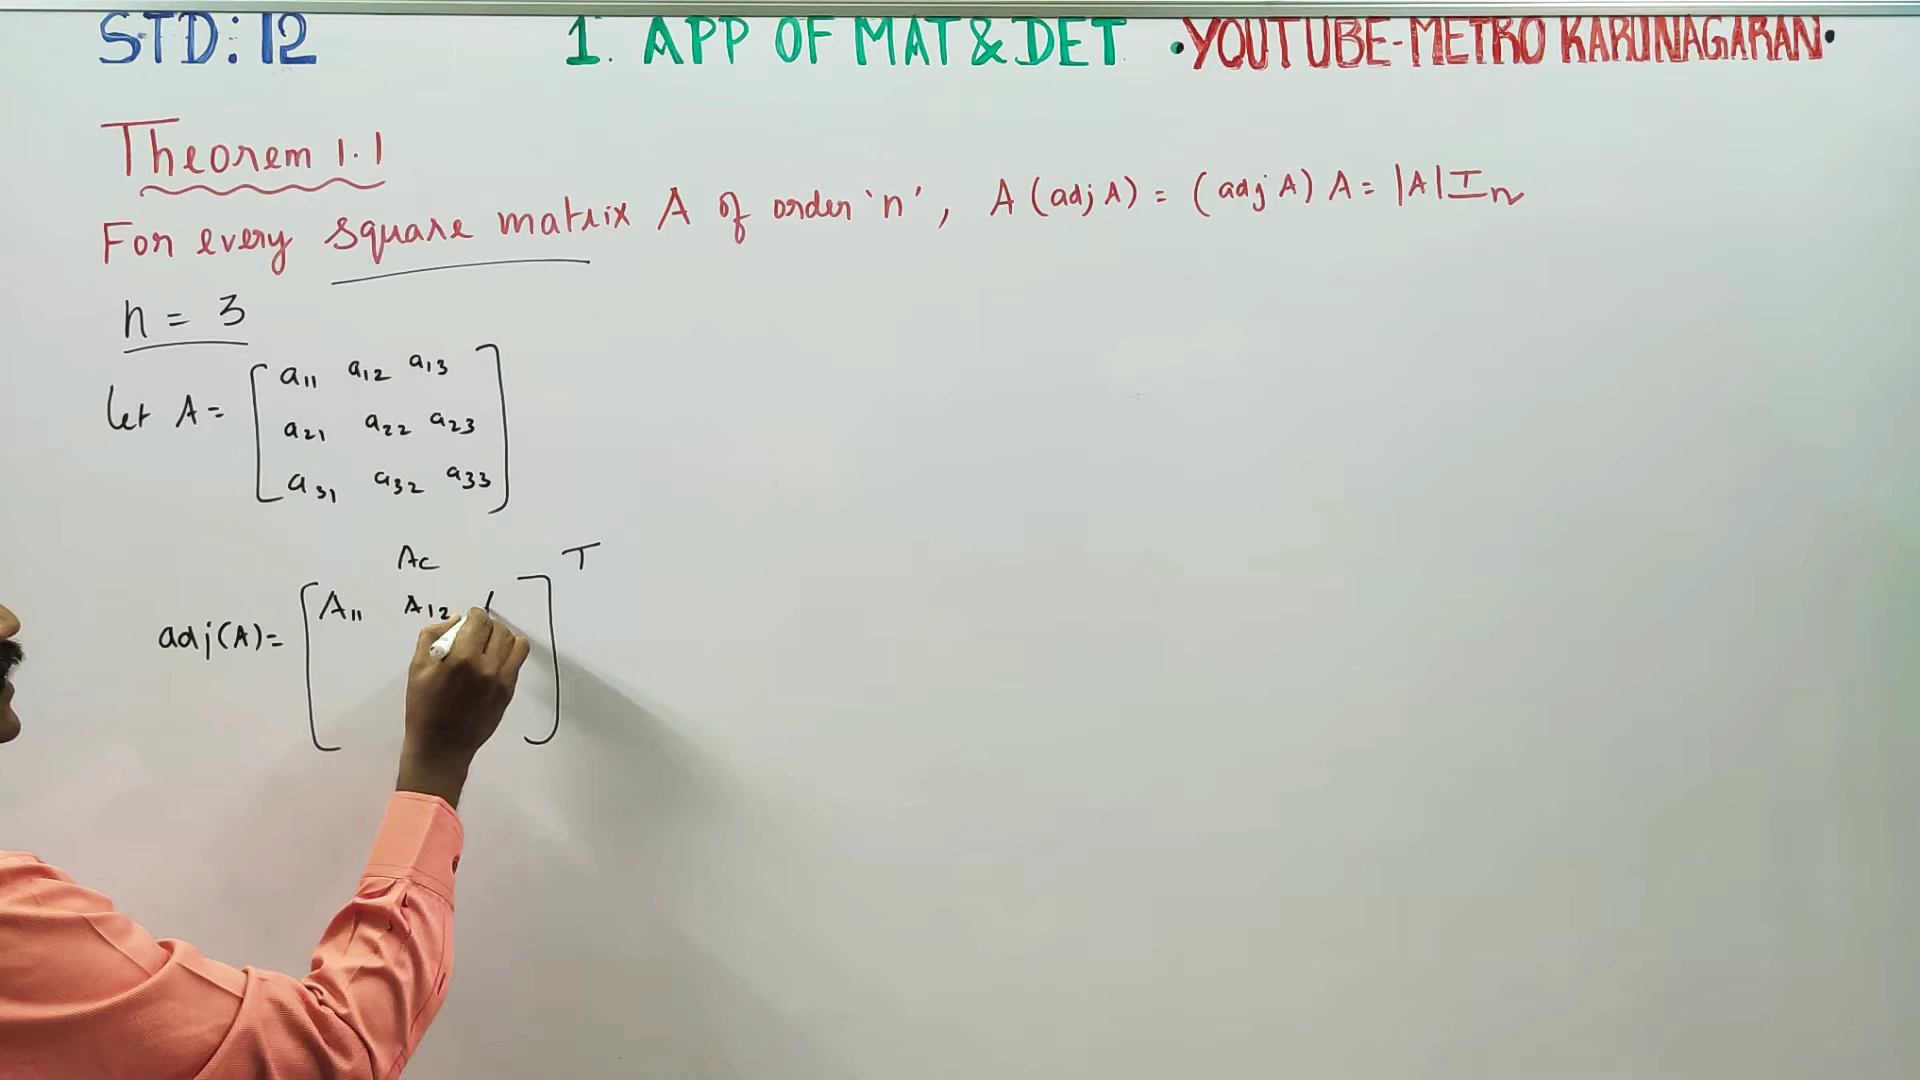 STD: 12 1. APP OF MAT & DET •YOUTUBE-METRO KARUNAGARAN•
Theorem 1.1
For every square matrix A of order 'n', A (adj A) = (adj A) A = |A| In
n = 3
a11 a12 a13
let A =
a21 a22 a23
a31 a32 a33
Ac T
A11 A12
adj(A) =